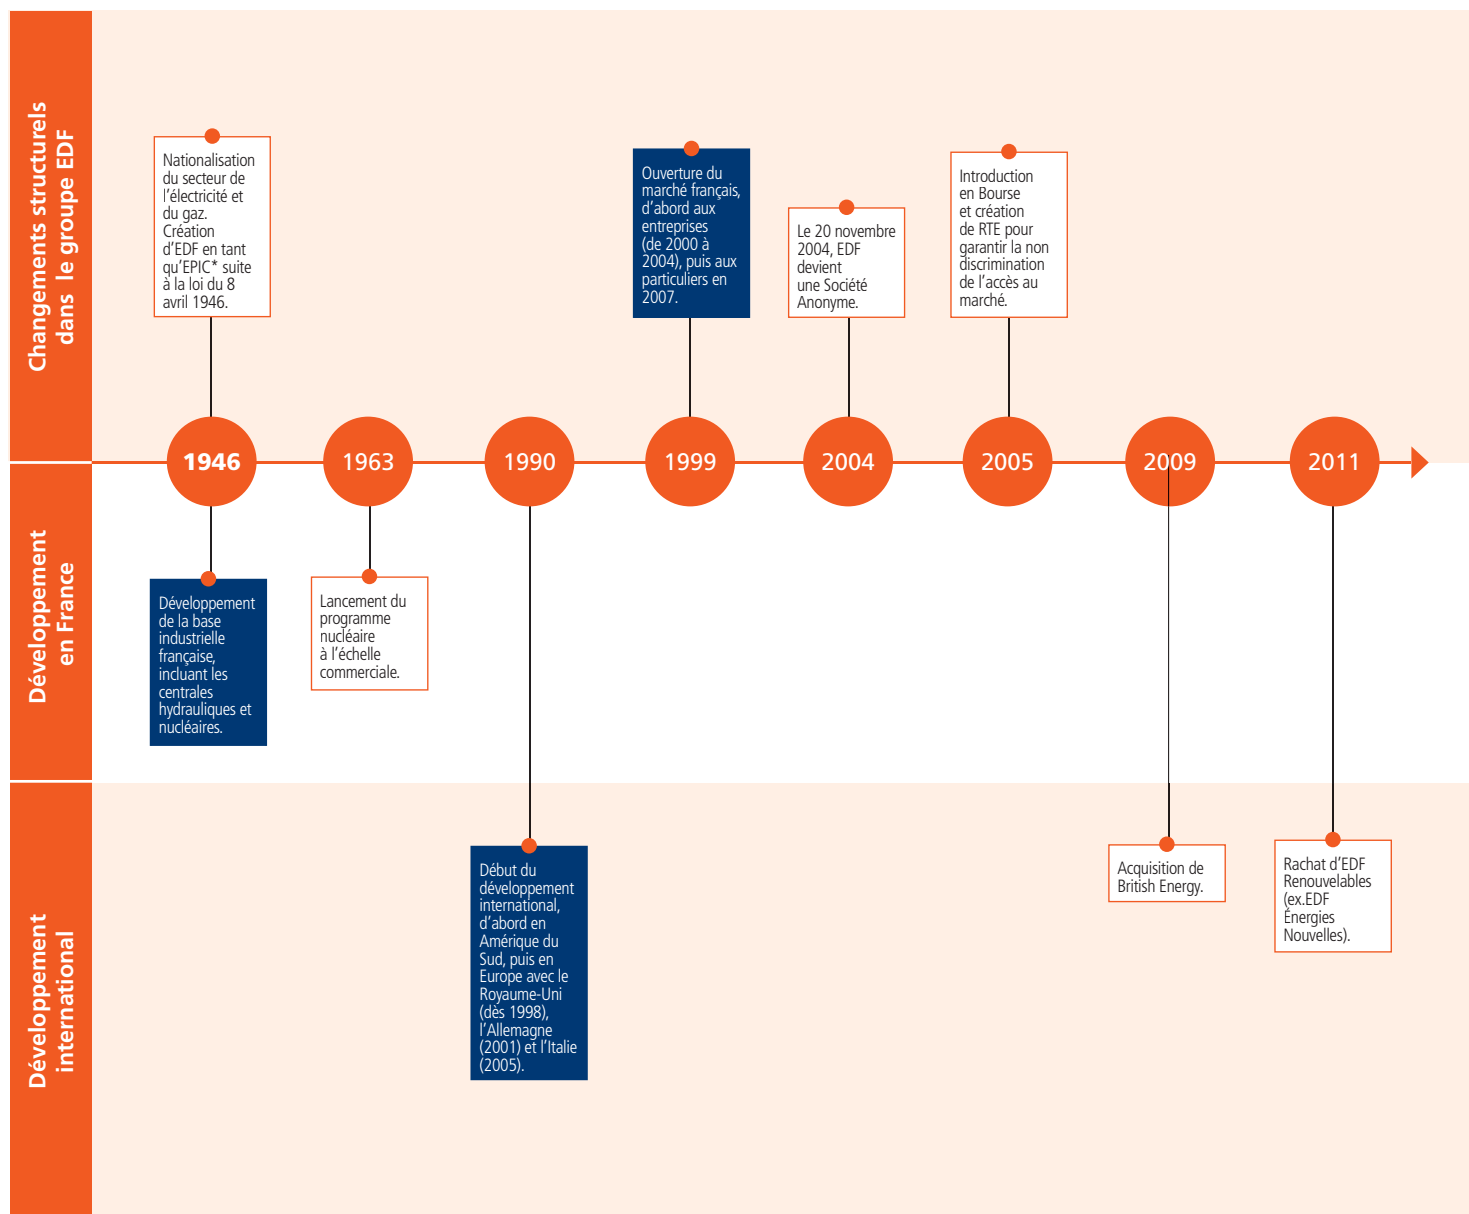 Changements structurels
dans le groupe EDF
Nationalisation
du secteur de
l'électricité et
du gaz.
Création
d'EDF en tant
qu'EPIC* suite
à la loi du 8
avril 1946.
Ouverture du
marché français,
d'abord aux
entreprises
(de 2000 à
2004), puis aux
particuliers en
2007.
Le 20 novembre
2004, EDF
devient
une Société
Anonyme.
Introduction
en Bourse
et création
de RTE pour
garantir la non
discrimination
de l'accès au
marché.
1946
1963
1990
1999
2004
2005
2009
2011
Développement
en France
Développement
de la base
industrielle
française,
incluant les
centrales
hydrauliques et
nucléaires.
Lancement du
programme
nucléaire
à l'échelle
commerciale.
Développement
international
Début du
développement
international,
d'abord en
Amérique du
Sud, puis en
Europe avec le
Royaume-Uni
(dès 1998),
l'Allemagne
(2001) et l'Italie
(2005).
Acquisition de
British Energy.
Rachat d'EDF
Renouvelables
(ex.EDF
Énergies
Nouvelles).